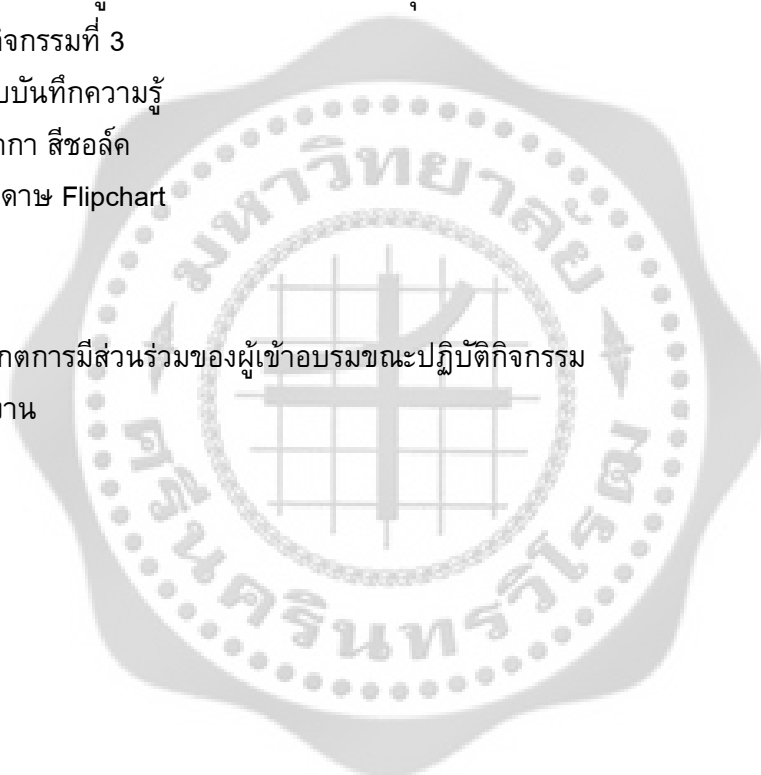 กิจกรรมที่ 3
บบันทึกความรู้
ากา สีชอล์ค
ดาษ Flipchart
เกตการมีส่วนร่วมของผู้เข้าอบรมขณะปฏิบัติกิจกรรม
งาน
มหาวิทยาลัย
ศรีนครินทรวิโรฒ